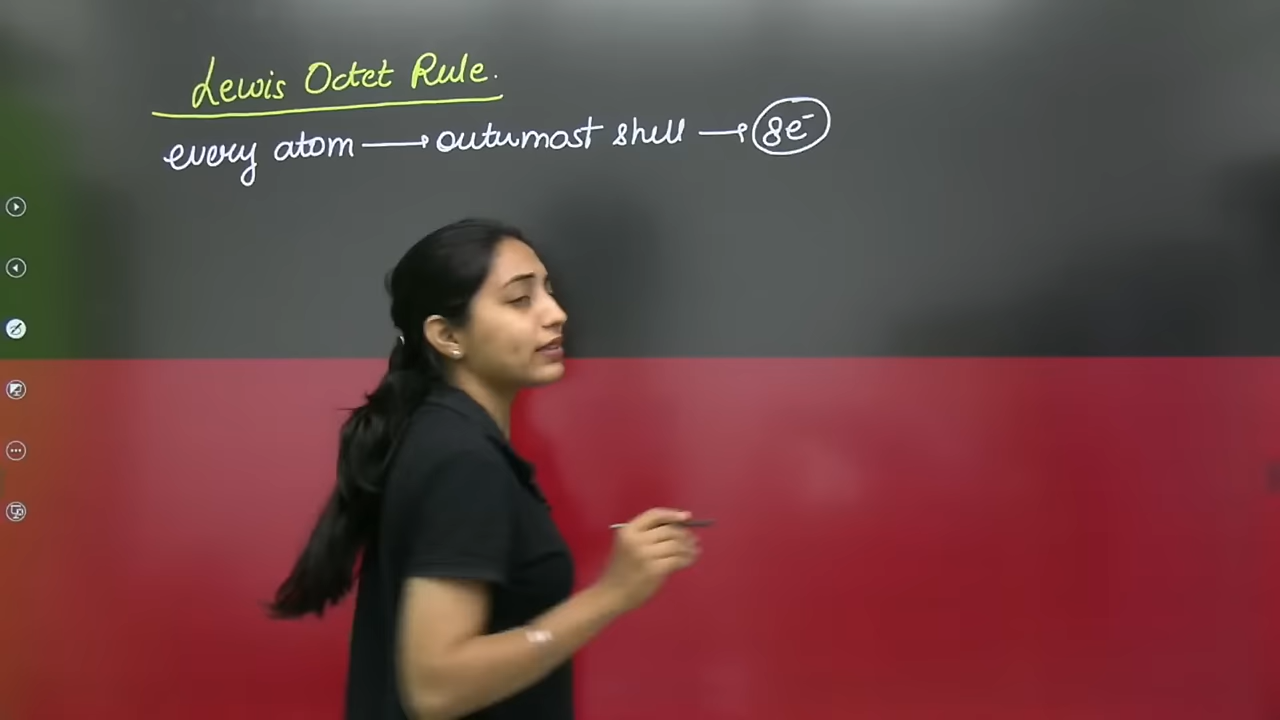 Lewis Octet Rule.
every atom → outermost shell → 8e⁻